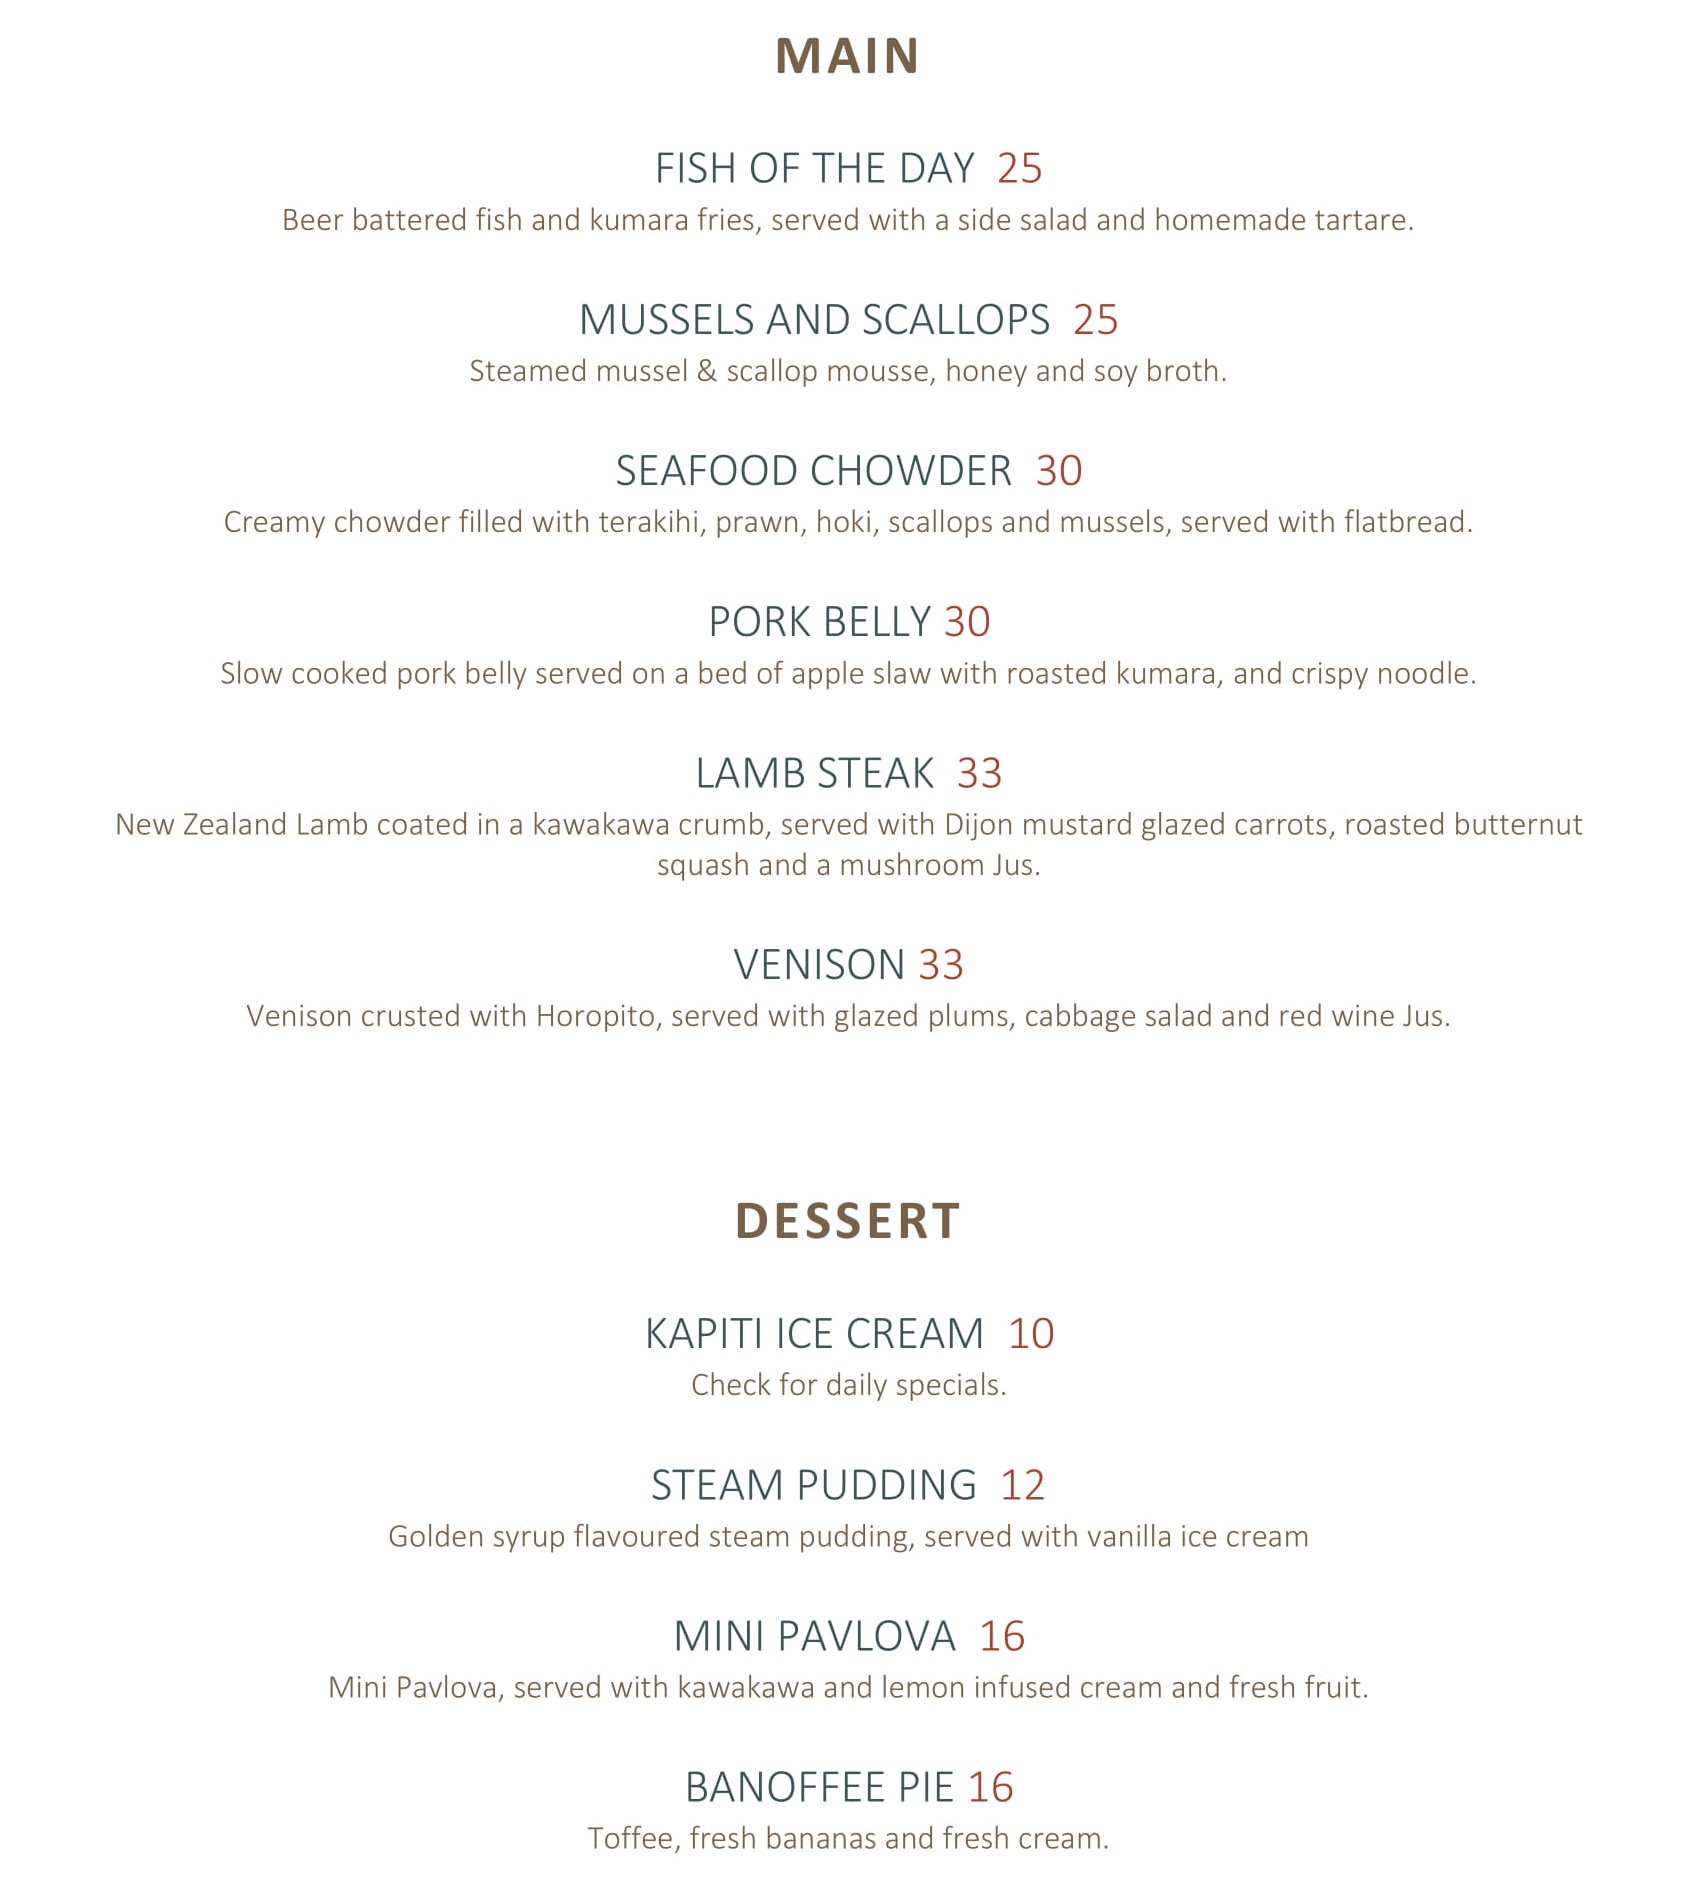 MAIN
FISH OF THE DAY 25
Beer battered fish and kumara fries, served with a side salad and homemade tartare.
MUSSELS AND SCALLOPS 25
Steamed mussel & scallop mousse, honey and soy broth.
SEAFOOD CHOWDER 30
Creamy chowder filled with terakihi, prawn, hoki, scallops and mussels, served with flatbread.
PORK BELLY 30
Slow cooked pork belly served on a bed of apple slaw with roasted kumara, and crispy noodle.
LAMB STEAK 33
New Zealand Lamb coated in a kawakawa crumb, served with Dijon mustard glazed carrots, roasted butternut
squash and a mushroom Jus.
VENISON 33
Venison crusted with Horopito, served with glazed plums, cabbage salad and red wine Jus.
DESSERT
KAPITI ICE CREAM 10
Check for daily specials.
STEAM PUDDING 12
Golden syrup flavoured steam pudding, served with vanilla ice cream
MINI PAVLOVA 16
Mini Pavlova, served with kawakawa and lemon infused cream and fresh fruit.
BANOFFEE PIE 16
Toffee, fresh bananas and fresh cream.